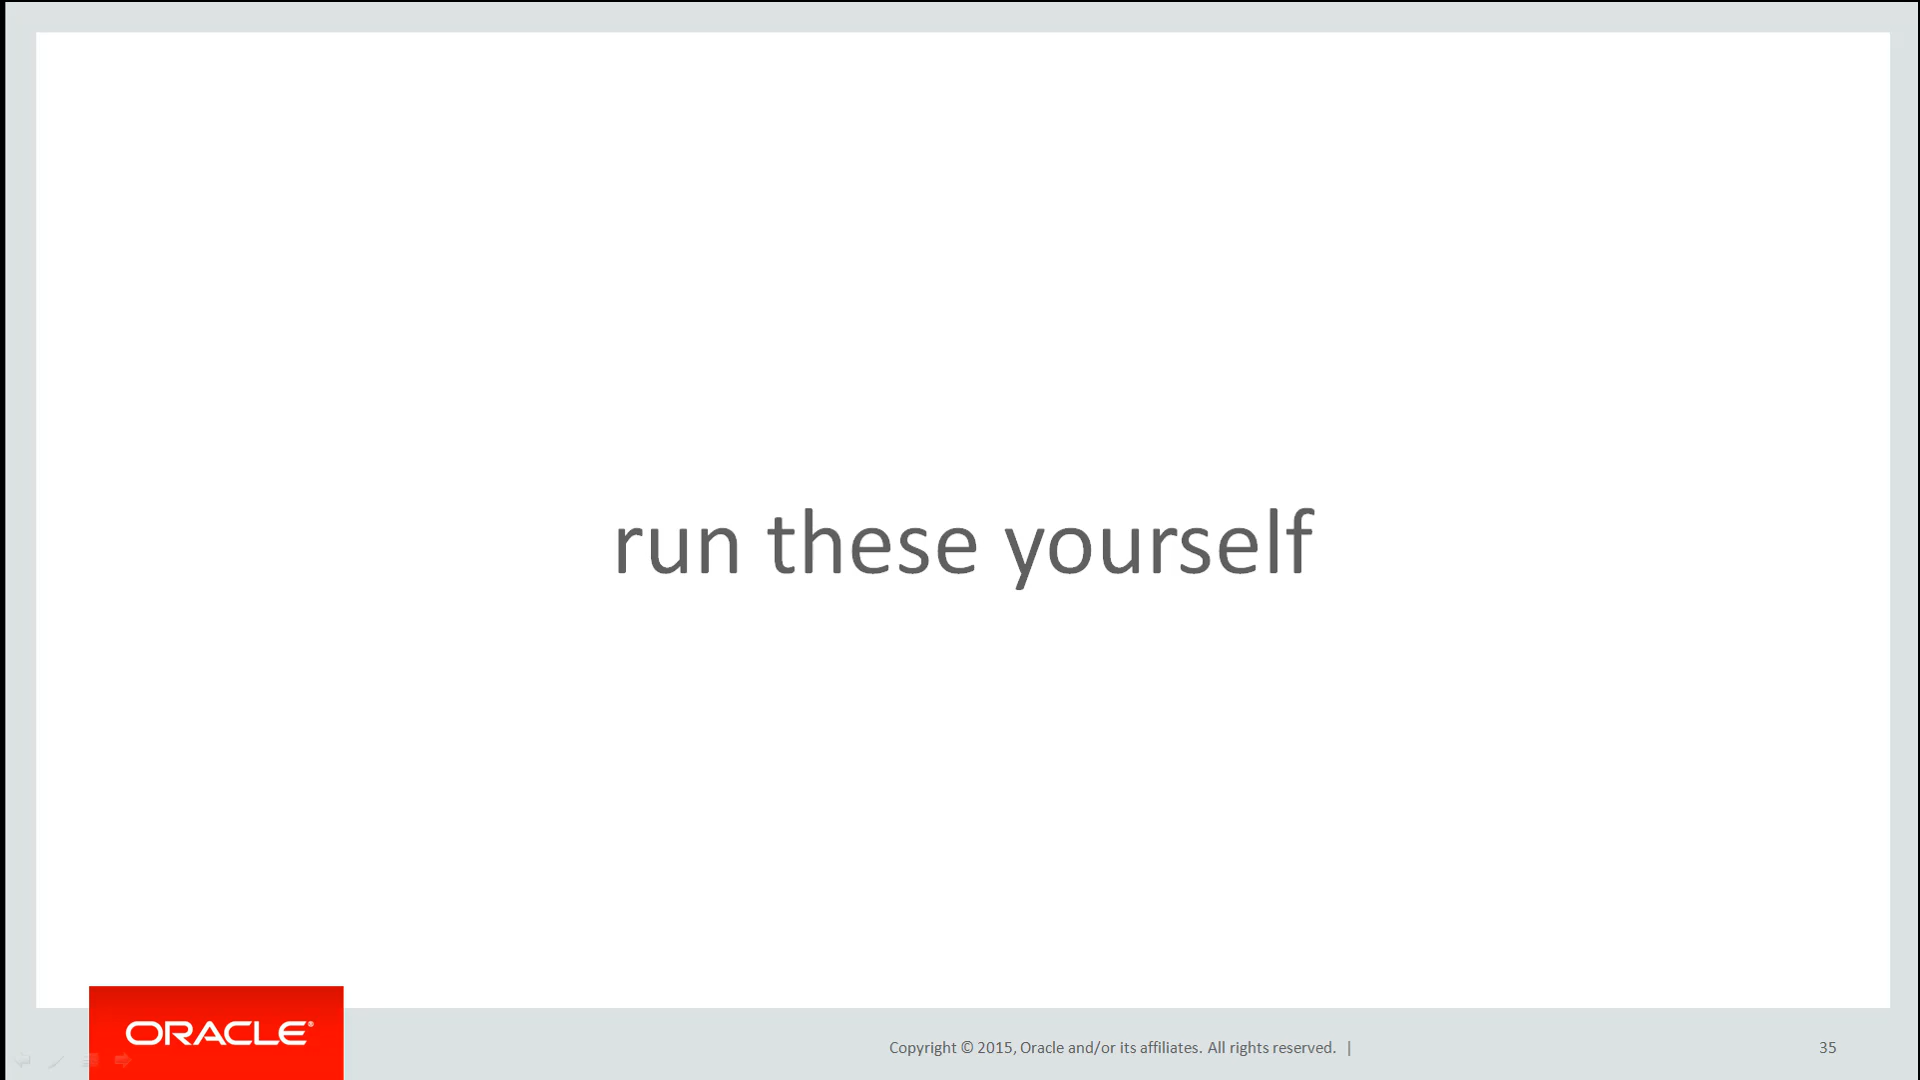 run these yourself
ORACLE®
Copyright © 2015, Oracle and/or its affiliates. All rights reserved. |
35